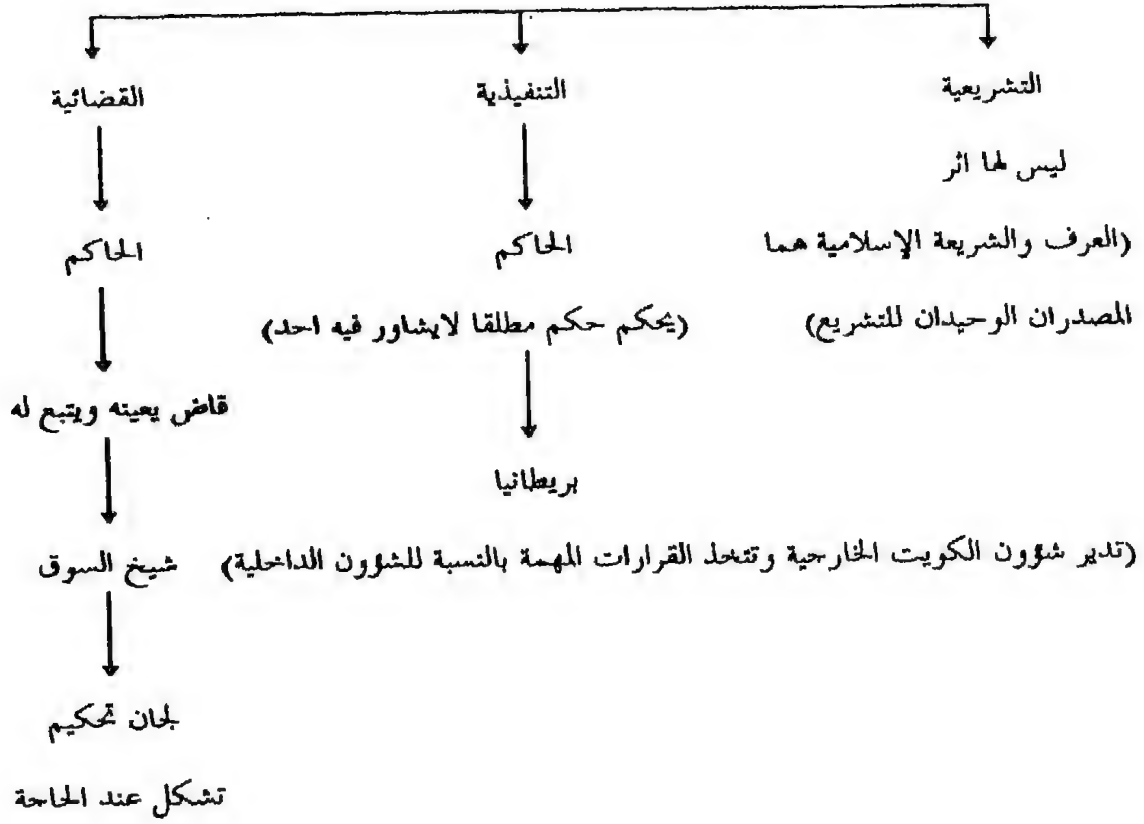 التشريعية
ليس لها اثر
(العرف والشريعة الإسلامية هما
المصدران الوحيدان للتشريع)
التنفيذية
الحاكم
(يحكم حكم مطلقا لايشاور فيه احد)
بريطانيا
(تدير شؤون الكويت الخارجية وتتخذ القرارات المهمة بالنسبة للشؤون الداخلية)
القضائية
الحاكم
قاض يعينه ويتبع له
شيخ السوق
لجان تحكيم
تشكل عند الحاجة